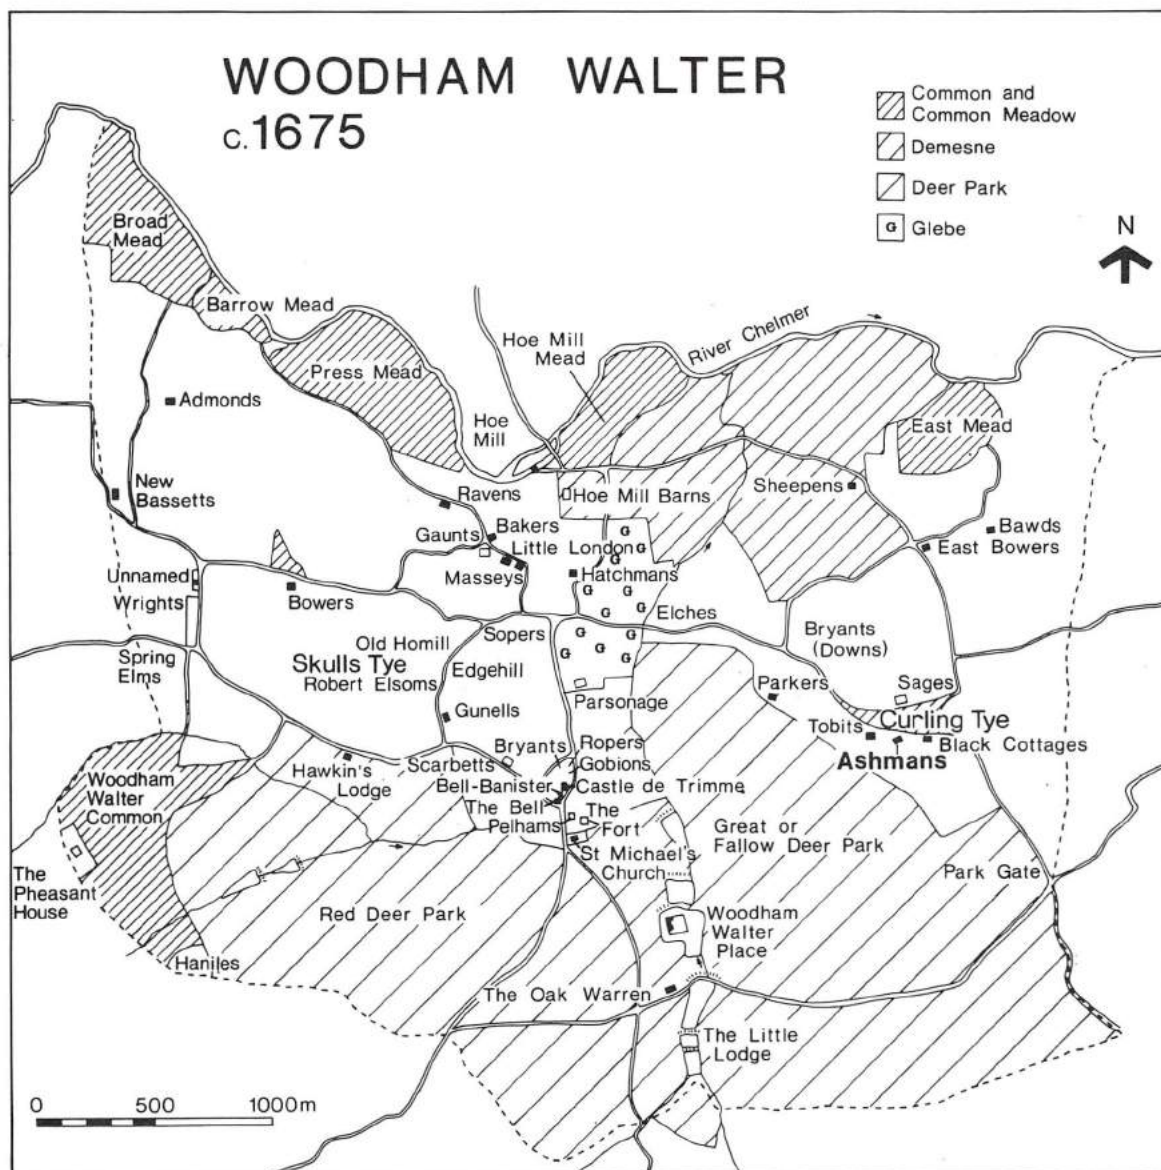 WOODHAM WALTER
c.1675
Common and
Common Meadow
Demesne
Deer Park
G Glebe
N
Broad
Mead
Barrow Mead
Press Mead
Hoe Mill
Mead
River Chelmer
Admonds
Hoe
Mill
East Mead
New
Bassetts
Ravens
Hoe Mill Barns
Sheepens
Gaunts
Bakers
Little London
Masseys
Hatchmans
G
G
G
G
G
G
G
G
G
G
G
G
Bawds
East Bowers
Unnamed
Wrights
Bowers
Elches
Spring
Elms
Old Homill
Sopers
Skulls Tye
Robert Elsoms
Edgehill
Bryants
(Downs)
Gunells
Parsonage
Parkers
Sages
Tobits
Curling Tye
Black Cottages
Ashmans
Woodham
Walter
Common
Hawkin's
Lodge
Scarbetts
Bryants
Ropers
Gobions
Bell-Banister
Castle de Trimme
The Bell
Pelhams
The
Fort
St Michael's
Church
Great or
Fallow Deer Park
Park Gate
The
Pheasant
House
Red Deer Park
Woodham
Walter
Place
Haniles
The Oak Warren
The Little
Lodge
0 500 1000m